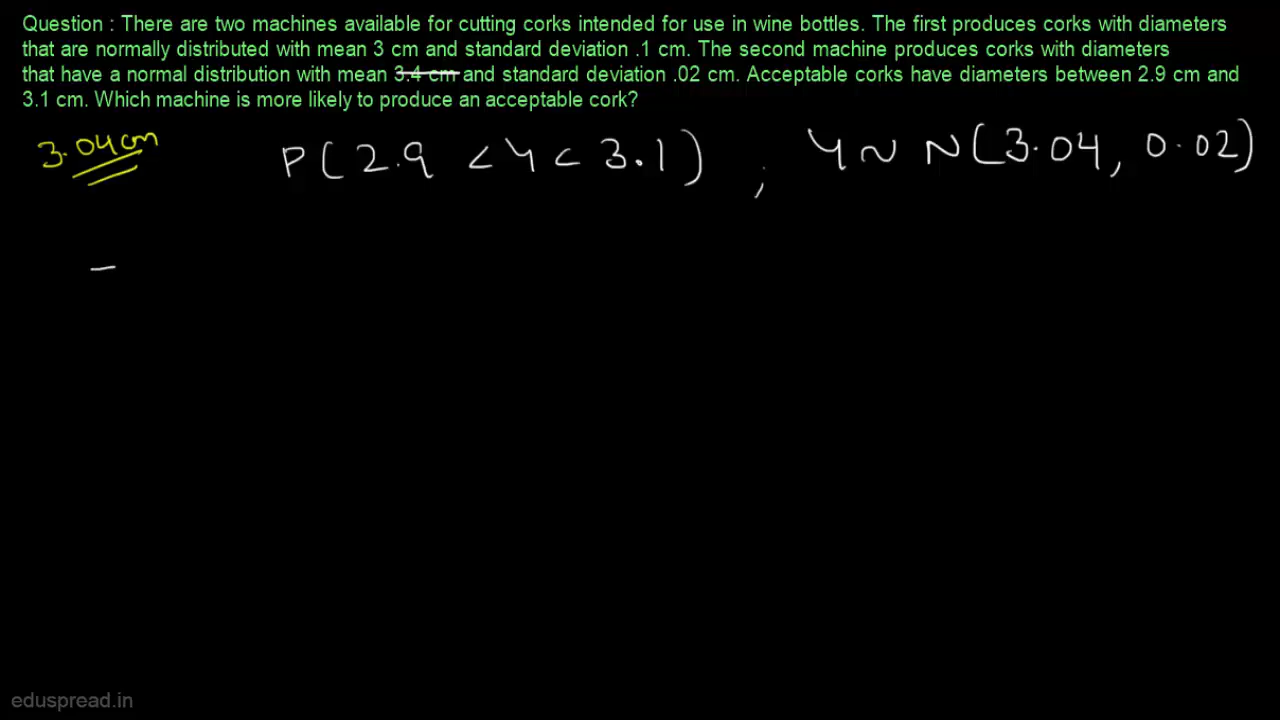 Question : There are two machines available for cutting corks intended for use in wine bottles. The first produces corks with diameters
that are normally distributed with mean 3 cm and standard deviation .1 cm. The second machine produces corks with diameters
that have a normal distribution with mean 3.4 cm and standard deviation .02 cm. Acceptable corks have diameters between 2.9 cm and
3.1 cm. Which machine is more likely to produce an acceptable cork?
3.04 cm
P(2.9 < Y < 3.1) ; Y ~ N(3.04, 0.02)
eduspread.in